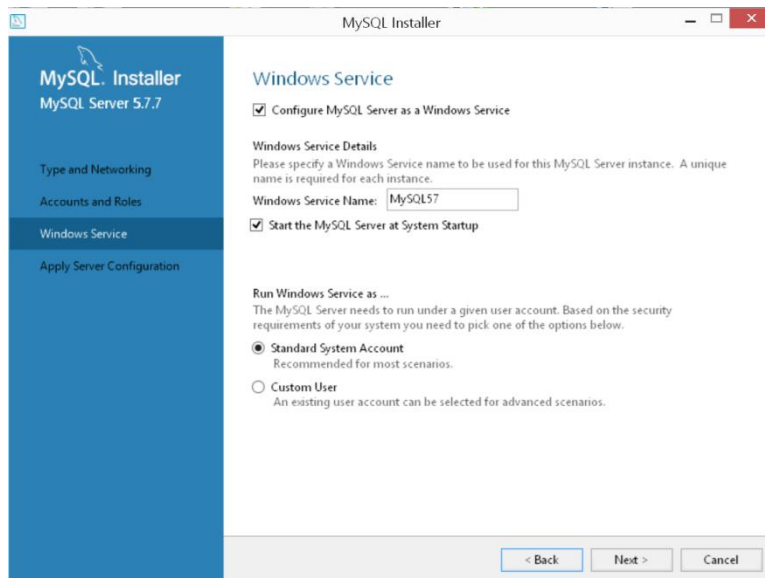 MySQL Installer
MySQL. Installer
MySQL Server 5.7.7
Type and Networking
Accounts and Roles
Windows Service
Apply Server Configuration
Windows Service
Configure MySQL Server as a Windows Service
Windows Service Details
Please specify a Windows Service name to be used for this MySQL Server instance. A unique
name is required for each instance.
Windows Service Name: MySQL57
Start the MySQL Server at System Startup
Run Windows Service as ...
The MySQL Server needs to run under a given user account. Based on the security
requirements of your system you need to pick one of the options below.
Standard System Account
Recommended for most scenarios.
Custom User
An existing user account can be selected for advanced scenarios.
< Back Next > Cancel